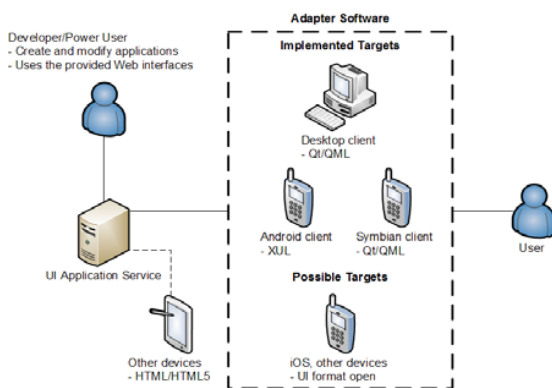 Adapter Software
Implemented Targets
Developer/Power User
- Create and modify applications
- Uses the provided Web interfaces
Desktop client
- Qt/QML
Android client
- XUL
Symbian client
- Qt/QML
User
UI Application Service
Possible Targets
Other devices
- HTML/HTML5
iOS, other devices
- UI format open